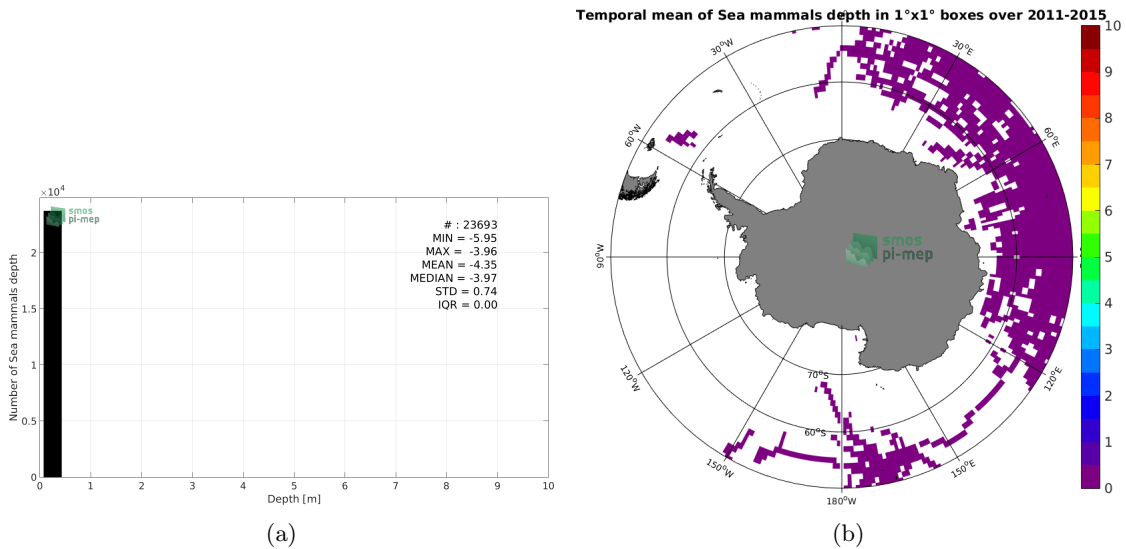 ×10⁴
smos
pi-mep
# : 23693
MIN = -5.95
MAX = -3.96
MEAN = -4.35
MEDIAN = -3.97
STD = 0.74
IQR = 0.00
Number of Sea mammals depth
2
1.5
1
0.5
0
0 1 2 3 4 5 6 7 8 9 10
Depth [m]
(a)
Temporal mean of Sea mammals depth in 1°x1° boxes over 2011-2015
30°W
30°E
60°W
60°E
90°W
smos
pi-mep
120°W
120°E
70°S
60°S
150°W
150°E
180°W
10
9
8
7
6
5
4
3
2
1
0
(b)